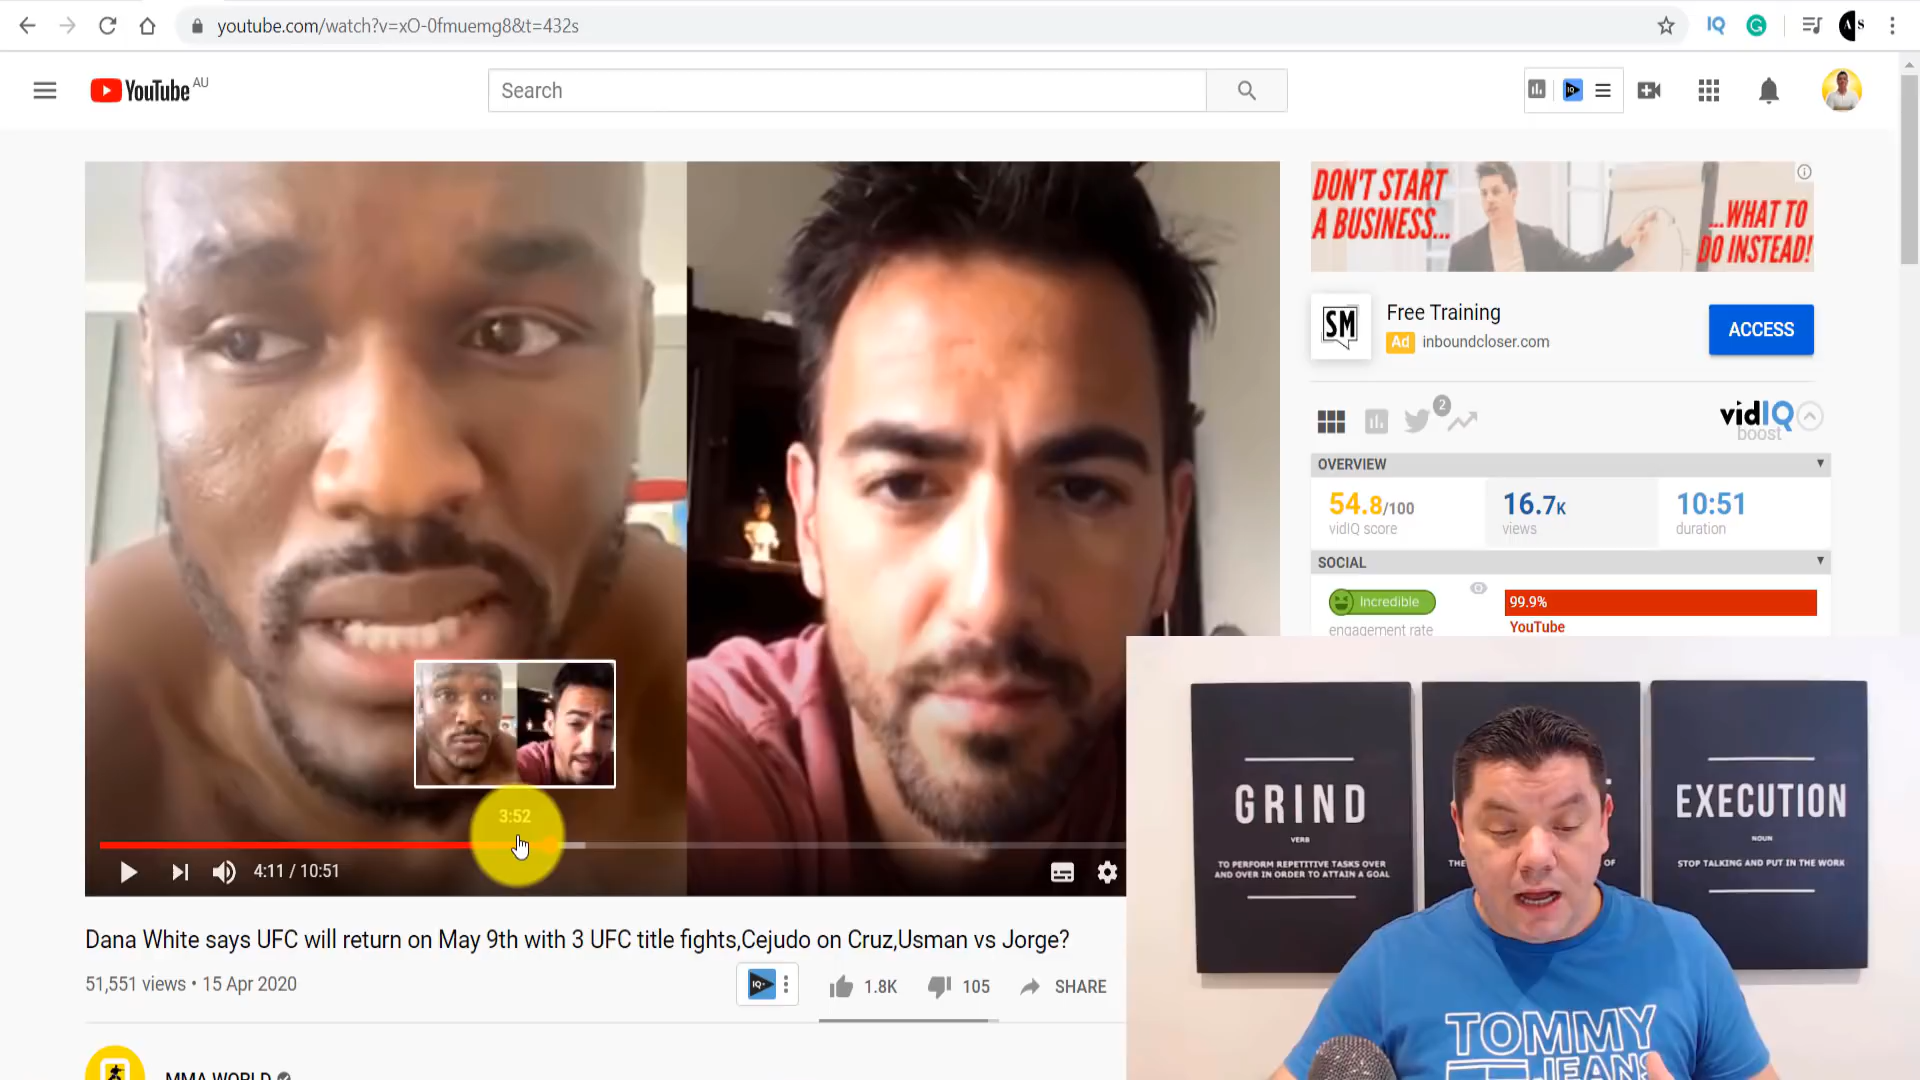 youtube.com/watch?v=xO-0fmuemg8&t=432s
IQ
A S
YouTube AU
Search
IQ
DON'T START
A BUSINESS...
...WHAT TO
DO INSTEAD!
SM
Free Training
Ad inboundcloser.com
ACCESS
2
vidIQ
boost
OVERVIEW
54.8/100
vidIQ score
16.7K
views
10:51
duration
SOCIAL
Incredible
engagement rate
99.9%
YouTube
3:52
4:11 / 10:51
Dana White says UFC will return on May 9th with 3 UFC title fights,Cejudo on Cruz,Usman vs Jorge?
51,551 views • 15 Apr 2020
IQ
1.8K
105
SHARE
MMA WORLD
GRIND
VERB
TO PERFORM REPETITIVE TASKS OVER
AND OVER IN ORDER TO ATTAIN A GOAL
OF
EXECUTION
NOUN
STOP TALKING AND PUT IN THE WORK
TOMMY
JEANS